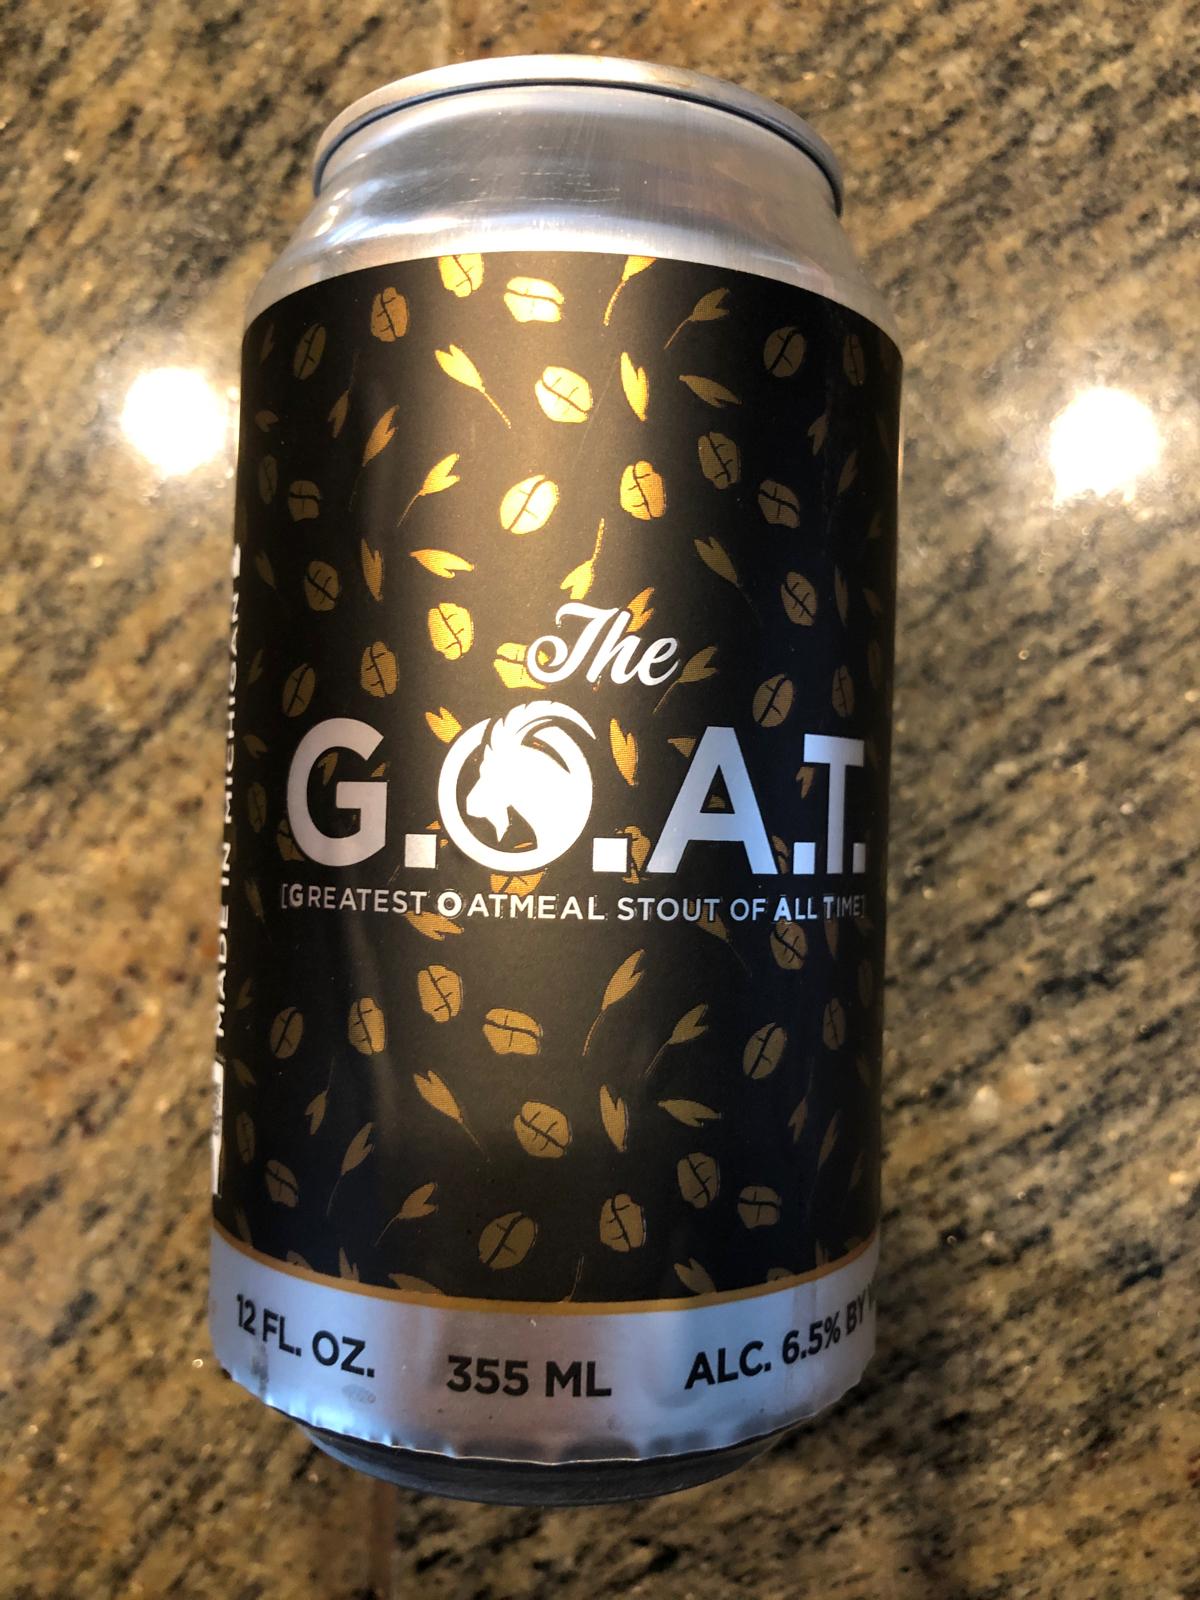 The
G.O.A.T.
[GREATEST OATMEAL STOUT OF ALL TIME]
MADE IN MICHIGAN
12 FL. OZ.
355 ML
ALC. 6.5% BY